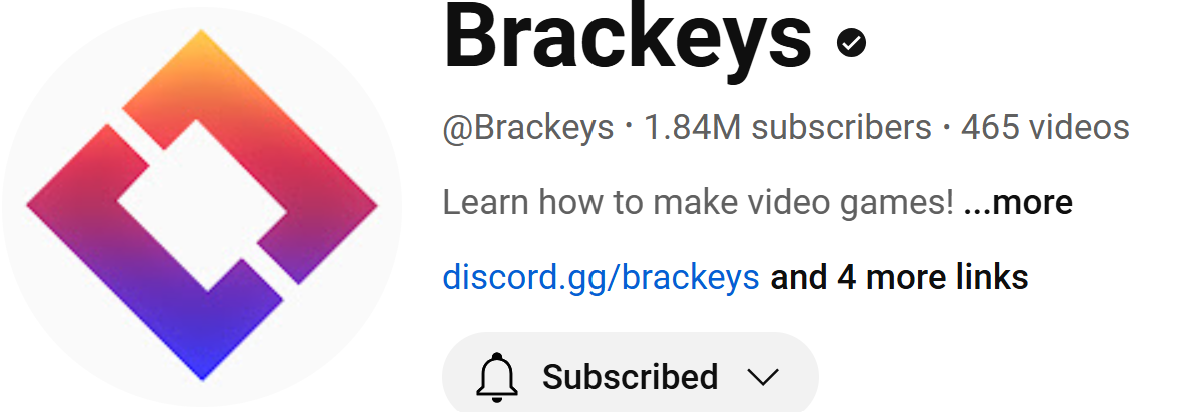 Brackeys
@Brackeys · 1.84M subscribers · 465 videos
Learn how to make video games! ...more
discord.gg/brackeys and 4 more links
Subscribed